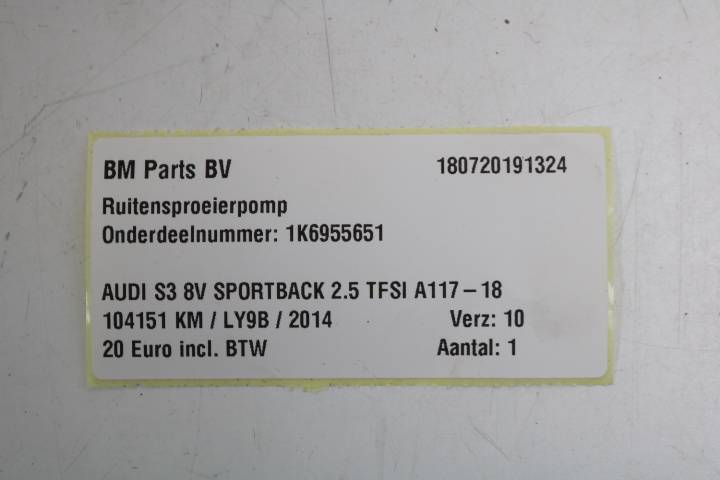 BM Parts BV 180720191324
Ruitensproeierpomp
Onderdeelnummer: 1K6955651
AUDI S3 8V SPORTBACK 2.5 TFSI A117 – 18
104151 KM / LY9B / 2014 Verz: 10
20 Euro incl. BTW Aantal: 1